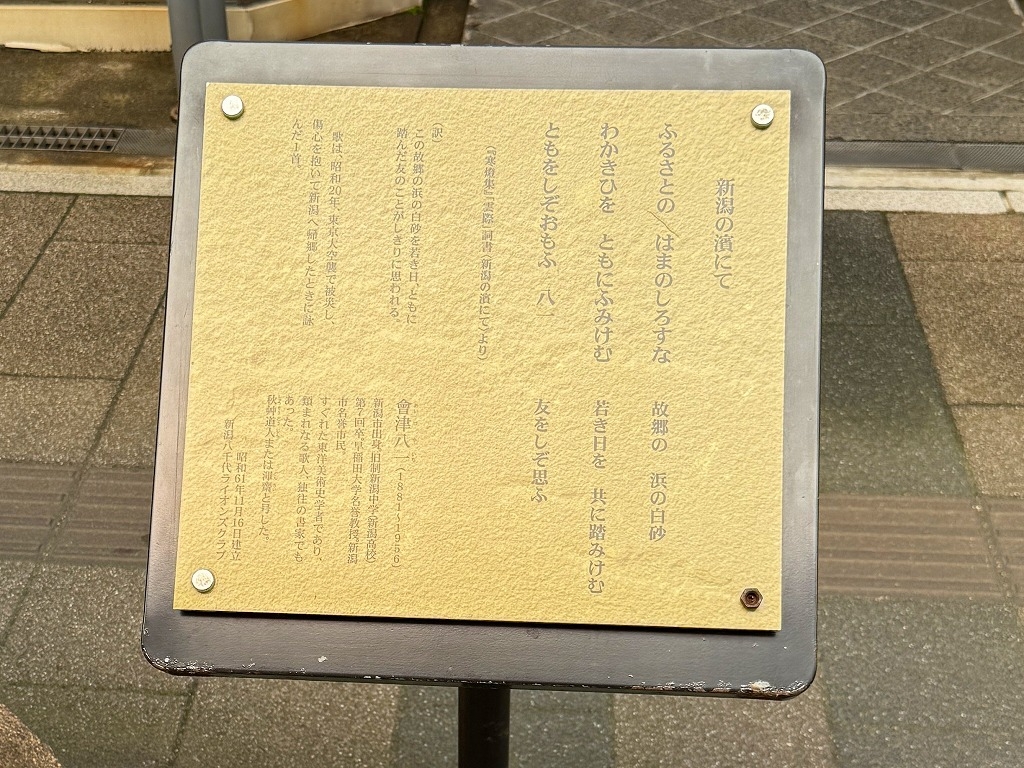 新潟の濱にて
ふるさとの／はまのしろすな
わかきひを　ともにふみけむ
ともをしぞおもふ　八一
故郷の　浜の白砂
若き日を　共に踏みけむ
友をしぞ思ふ
（『寒燈集』「雲際」詞書「新潟の濱にて」より）
（訳）
この故郷の浜の白砂を若き日、ともに
踏んだ友のことがしきりに思われる。
歌は、昭和20年、東京大空襲で被災し、
傷心を抱いて新潟へ帰郷したときに詠
んだ1首。
會津八一（1881～1956）
新潟市出身、旧制新潟中学（新潟高校）
第7回卒、早稲田大学名誉教授。新潟
市名誉市民。
すぐれた東洋美術史学者であり、
類まれなる歌人、独往の書家でも
あった。
秋艸道人または渾齋と号した。
昭和61年11月16日建立
新潟八千代ライオンズクラブ